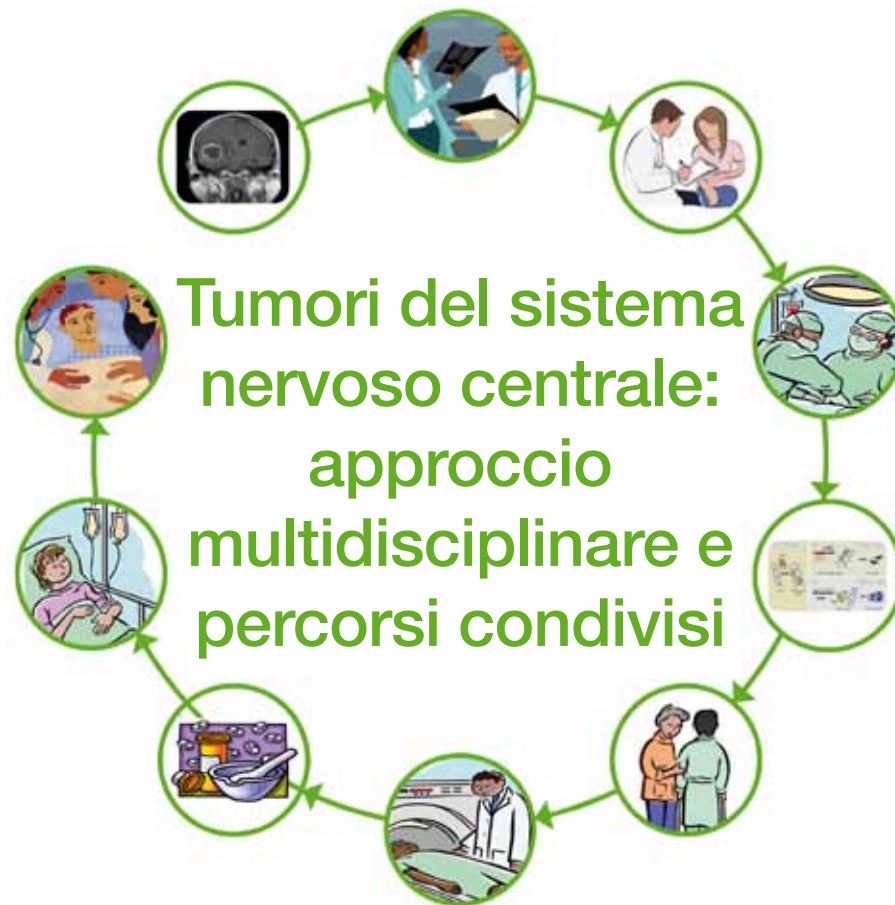 Tumori del sistema
nervoso centrale:
approccio
multidisciplinare e
percorsi condivisi